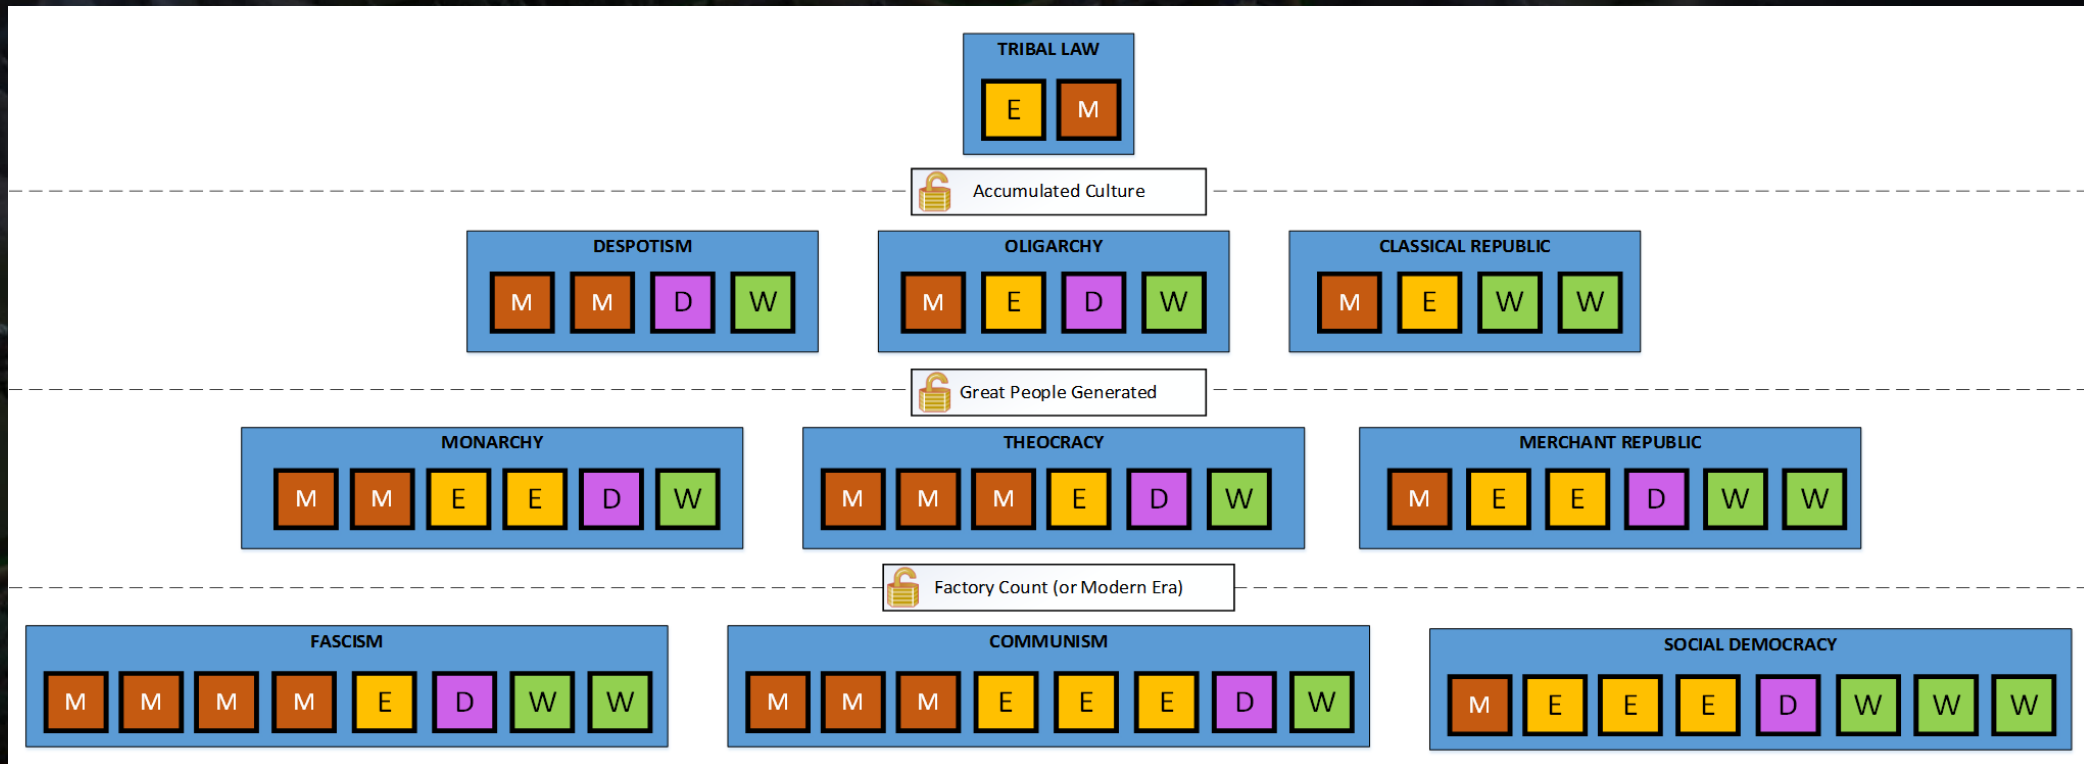 TRIBAL LAW
E M
Accumulated Culture
DESPOTISM
M M D W
OLIGARCHY
M E D W
CLASSICAL REPUBLIC
M E W W
Great People Generated
MONARCHY
M M E E D W
THEOCRACY
M M M E D W
MERCHANT REPUBLIC
M E E D W W
Factory Count (or Modern Era)
FASCISM
M M M M E D W W
COMMUNISM
M M M E E E D W
SOCIAL DEMOCRACY
M E E E D W W W